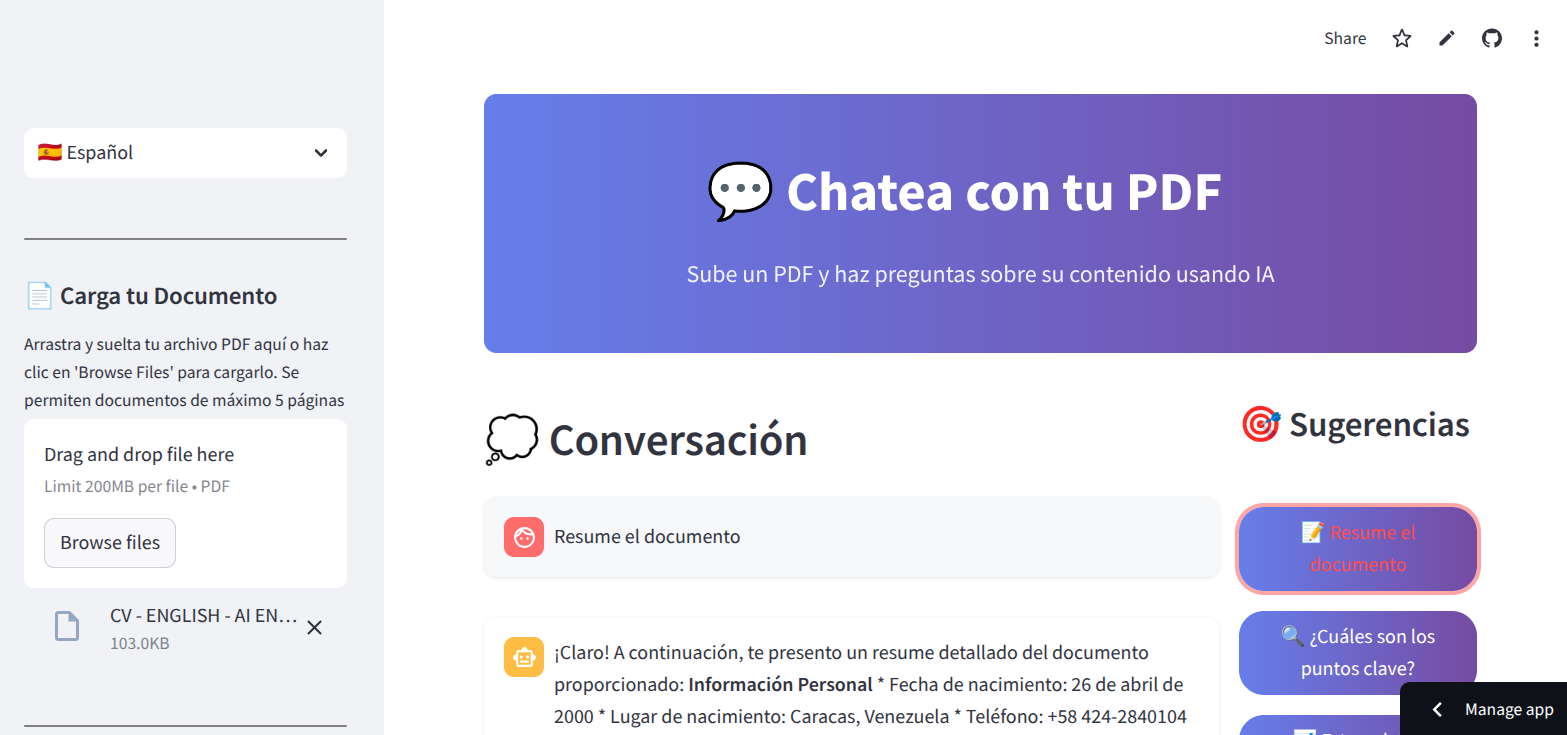 Share
Español
Carga tu Documento
Arrastra y suelta tu archivo PDF aquí o haz
clic en 'Browse Files' para cargarlo. Se
permiten documentos de máximo 5 páginas
Drag and drop file here
Limit 200MB per file • PDF
Browse files
CV - ENGLISH - AI EN...
103.0KB
Chatea con tu PDF
Sube un PDF y haz preguntas sobre su contenido usando IA
Conversación
Resume el documento
¡Claro! A continuación, te presento un resume detallado del documento
proporcionado: Información Personal * Fecha de nacimiento: 26 de abril de
2000 * Lugar de nacimiento: Caracas, Venezuela * Teléfono: +58 424-2840104
Sugerencias
Resume el
documento
¿Cuáles son los
puntos clave?
Manage app